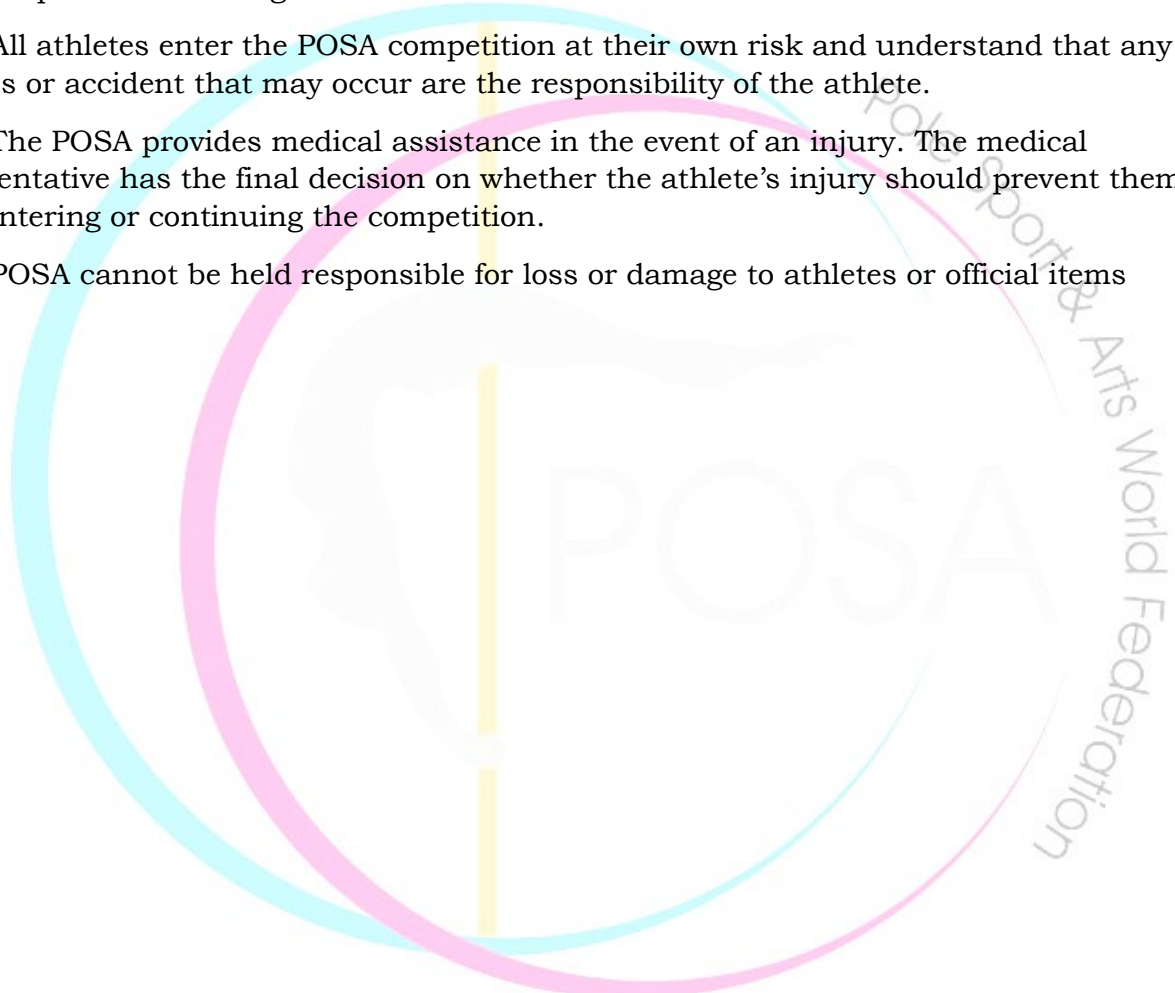 All athletes enter the POSA competition at their own risk and understand that any
s or accident that may occur are the responsibility of the athlete.
The POSA provides medical assistance in the event of an injury. The medical
entative has the final decision on whether the athlete's injury should prevent them
ntering or continuing the competition.
POSA cannot be held responsible for loss or damage to athletes or official items
Pole Sport & Arts World Federation
POSA